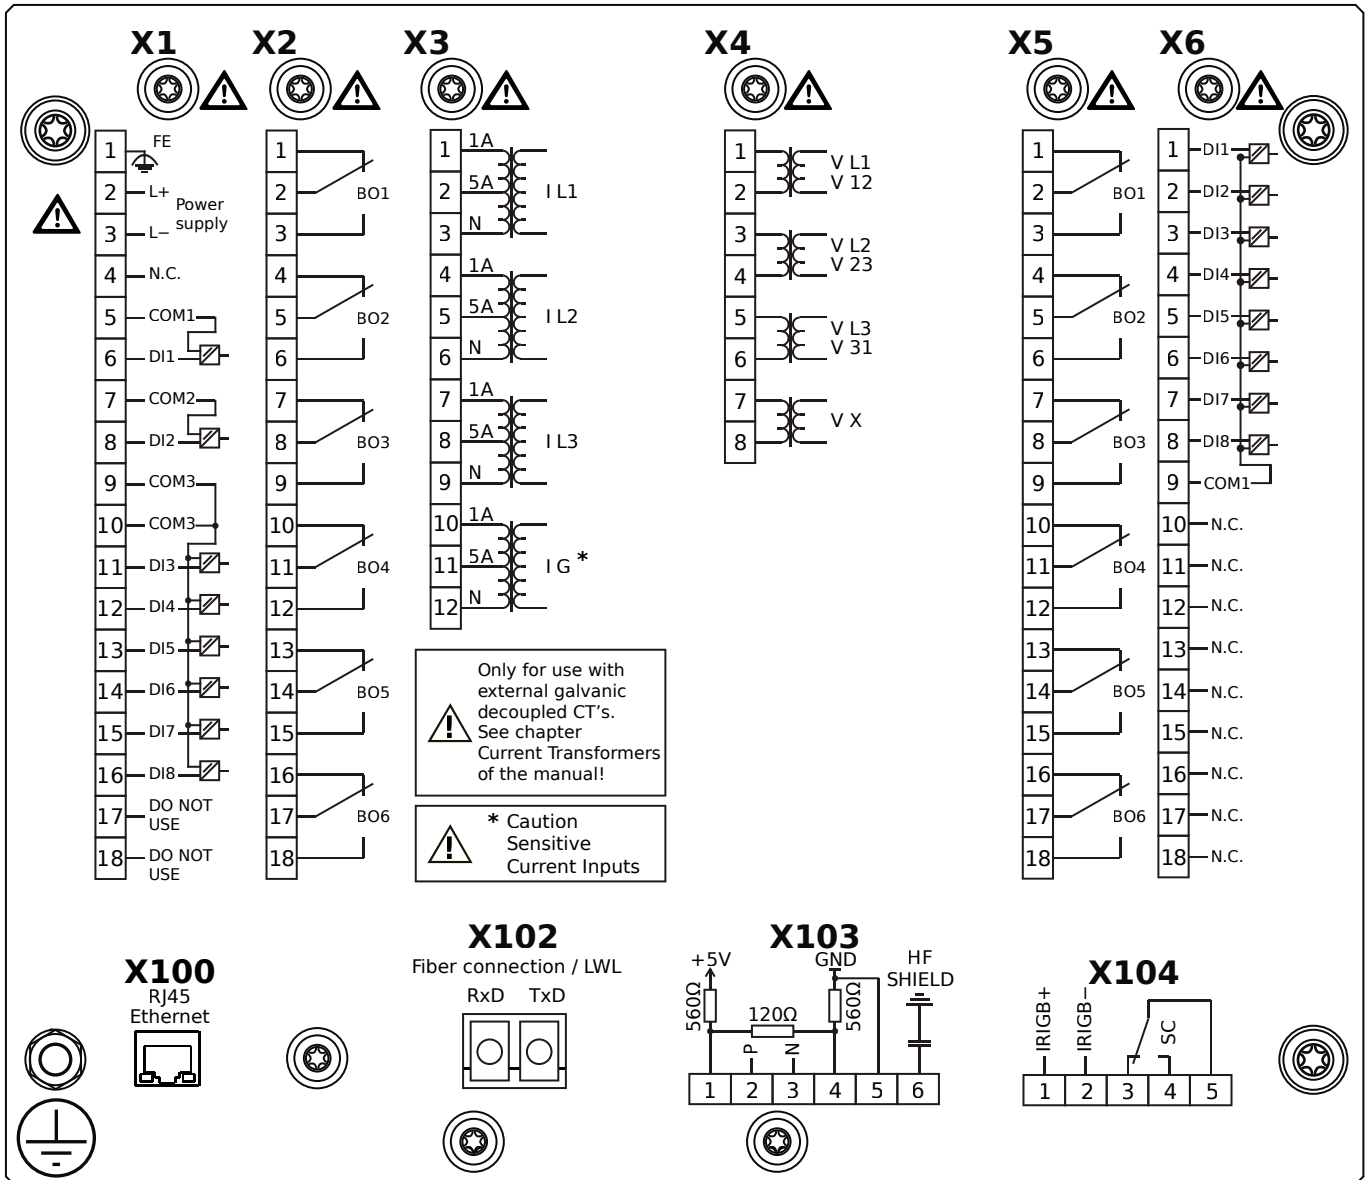 X1
X2
X3
X4
X5
X6
1 FE
2 L+
Power
supply
3 L−
4 N.C.
5 COM1
6 DI1
7 COM2
8 DI2
9 COM3
10 COM3
11 DI3
12 DI4
13 DI5
14 DI6
15 DI7
16 DI8
17 DO NOT
USE
18 DO NOT
USE
1
2 BO1
3
4
5 BO2
6
7
8 BO3
9
10
11 BO4
12
13
14 BO5
15
16
17 BO6
18
1 1A
2 5A I L1
3 N
4 1A
5 5A I L2
6 N
7 1A
8 5A I L3
9 N
10 1A
11 5A I G *
12 N
Only for use with
external galvanic
decoupled CT's.
See chapter
Current Transformers
of the manual!
* Caution
Sensitive
Current Inputs
1 V L1
2 V 12
3 V L2
4 V 23
5 V L3
6 V 31
7 V X
8
1
2 BO1
3
4
5 BO2
6
7
8 BO3
9
10
11 BO4
12
13
14 BO5
15
16
17 BO6
18
1 DI1
2 DI2
3 DI3
4 DI4
5 DI5
6 DI6
7 DI7
8 DI8
9 COM1
10 N.C.
11 N.C.
12 N.C.
13 N.C.
14 N.C.
15 N.C.
16 N.C.
17 N.C.
18 N.C.
X100
RJ45
Ethernet
X102
Fiber connection / LWL
RxD TxD
X103
+5V GND HF
SHIELD
560Ω 120Ω 560Ω
P N
1 2 3 4 5 6
X104
IRIGB+ IRIGB− SC
1 2 3 4 5